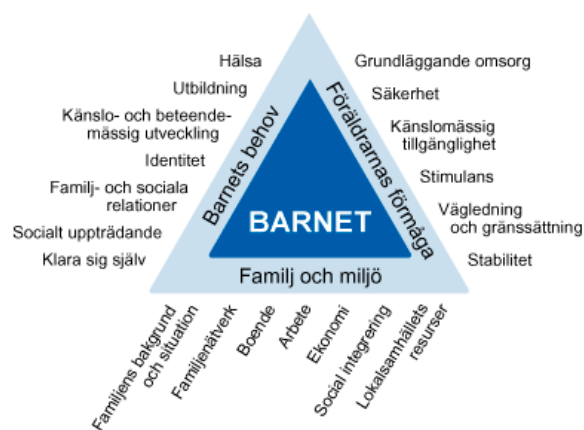 Hälsa
Utbildning
Känslo- och beteende-
mässig utveckling
Identitet
Familj- och sociala
relationer
Socialt uppträdande
Klara sig själv
Barnets behov
BARNET
Föräldrarnas förmåga
Grundläggande omsorg
Säkerhet
Känslomässig
tillgänglighet
Stimulans
Vägledning
och gränssättning
Stabilitet
Familj och miljö
Familjens bakgrund
och situation
Familjenätverk
Boende
Arbete
Ekonomi
Social integrering
Lokalsamhällets
resurser